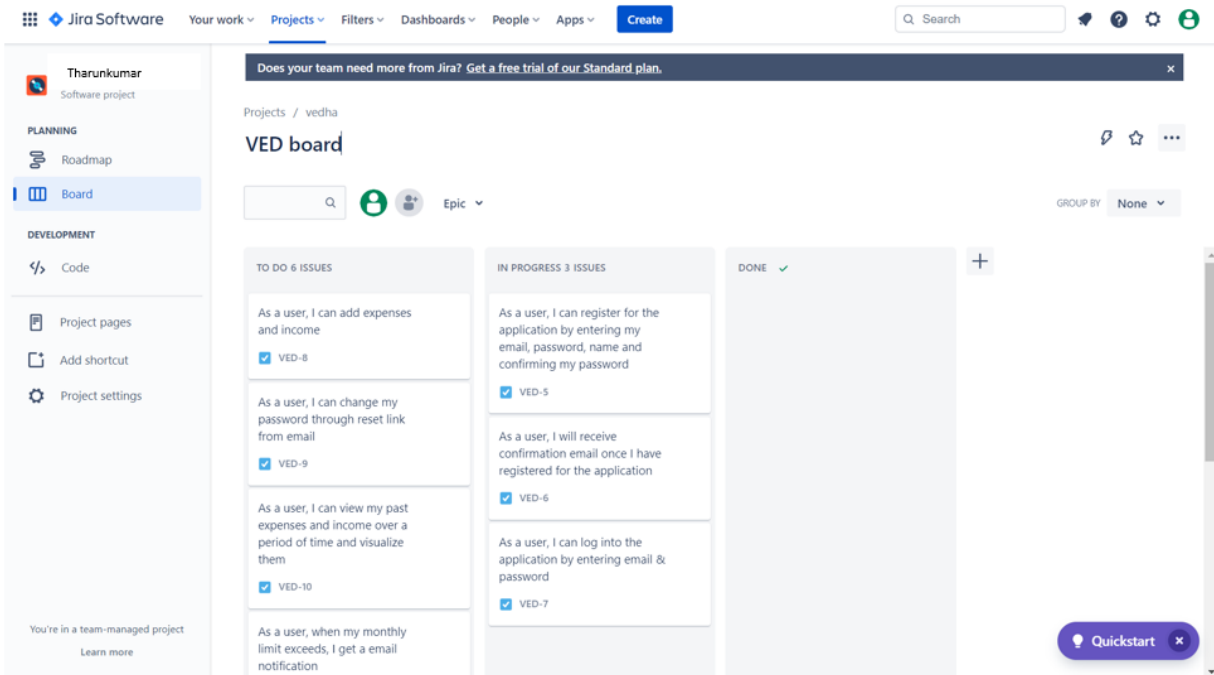 Jira Software
Your work
Projects
Filters
Dashboards
People
Apps
Create
Search
Tharunkumar
Software project
PLANNING
Roadmap
Board
DEVELOPMENT
Code
Project pages
Add shortcut
Project settings
You're in a team-managed project
Learn more
Does your team need more from Jira? Get a free trial of our Standard plan.
Projects / vedha
VED board
Epic
GROUP BY None
TO DO 6 ISSUES
As a user, I can add expenses
and income
VED-8
As a user, I can change my
password through reset link
from email
VED-9
As a user, I can view my past
expenses and income over a
period of time and visualize
them
VED-10
As a user, when my monthly
limit exceeds, I get a email
notification
IN PROGRESS 3 ISSUES
As a user, I can register for the
application by entering my
email, password, name and
confirming my password
VED-5
As a user, I will receive
confirmation email once I have
registered for the application
VED-6
As a user, I can log into the
application by entering email &
password
VED-7
DONE
Quickstart